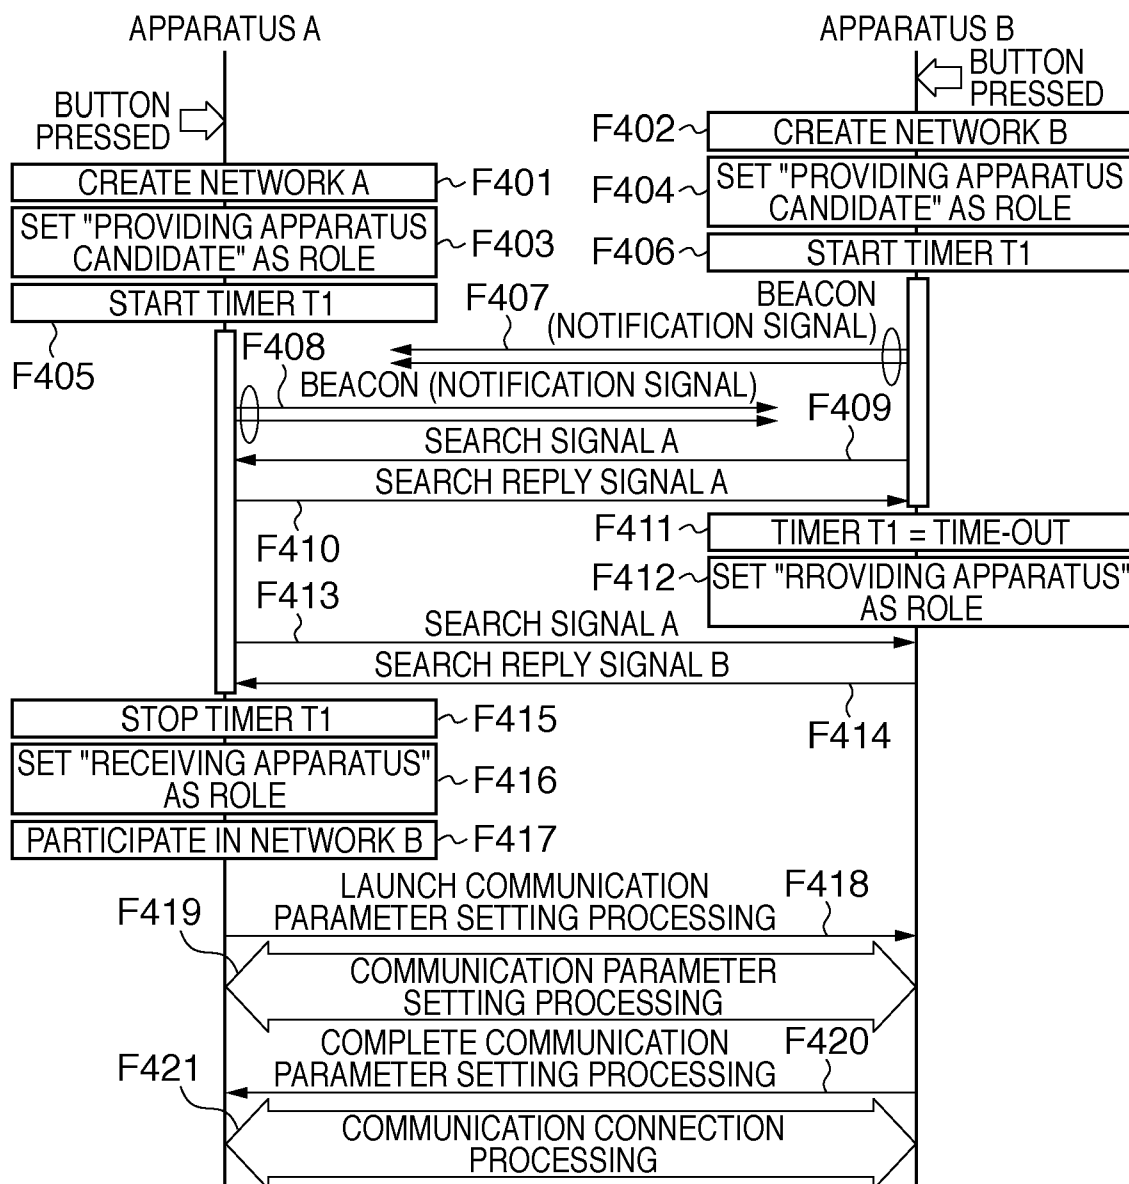 APPARATUS A
APPARATUS B
BUTTON
PRESSED
BUTTON
PRESSED
F402
CREATE NETWORK B
CREATE NETWORK A
F401
F404
SET "PROVIDING APPARATUS
CANDIDATE" AS ROLE
SET "PROVIDING APPARATUS
CANDIDATE" AS ROLE
F403
F406
START TIMER T1
START TIMER T1
F405
F407
BEACON
(NOTIFICATION SIGNAL)
F408
BEACON (NOTIFICATION SIGNAL)
F409
SEARCH SIGNAL A
SEARCH REPLY SIGNAL A
F410
F411
TIMER T1 = TIME-OUT
F412
SET "RROVIDING APPARATUS"
AS ROLE
F413
SEARCH SIGNAL A
SEARCH REPLY SIGNAL B
F414
STOP TIMER T1
F415
SET "RECEIVING APPARATUS"
AS ROLE
F416
PARTICIPATE IN NETWORK B
F417
LAUNCH COMMUNICATION
PARAMETER SETTING PROCESSING
F418
F419
COMMUNICATION PARAMETER
SETTING PROCESSING
COMPLETE COMMUNICATION
PARAMETER SETTING PROCESSING
F420
F421
COMMUNICATION CONNECTION
PROCESSING